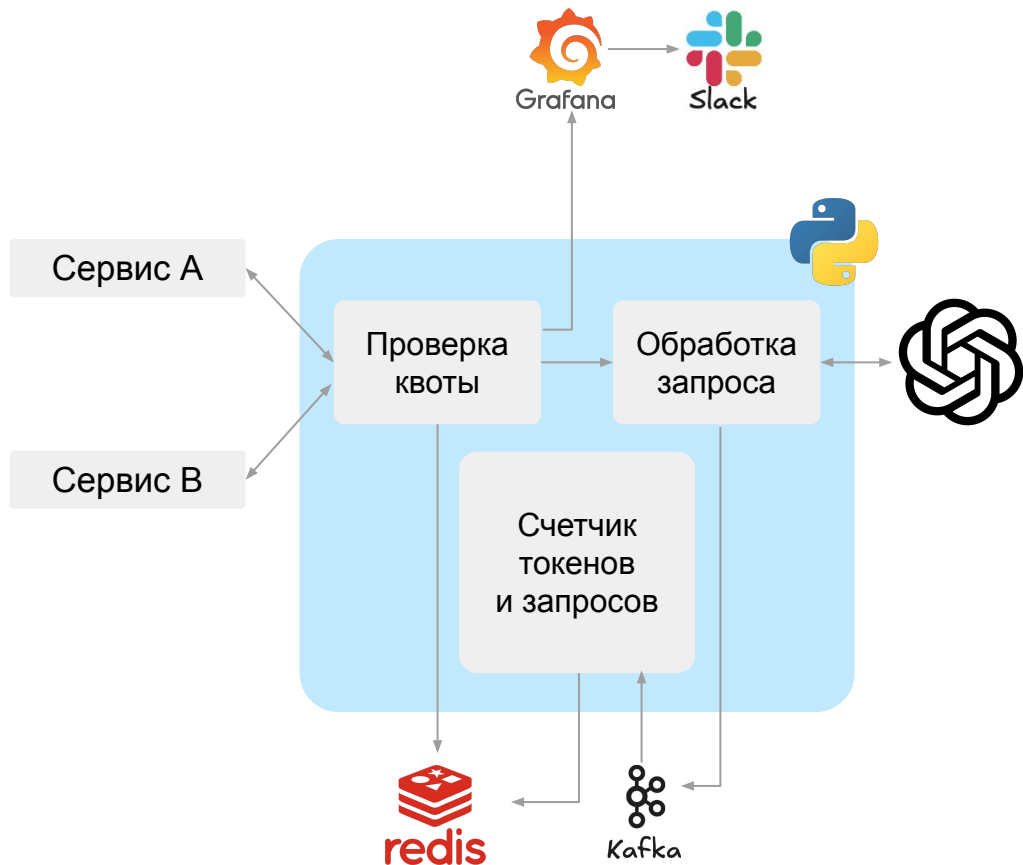 Grafana
Slack
Сервис А
Проверка
квоты
Обработка
запроса
Сервис В
Счетчик
токенов
и запросов
redis
Kafka